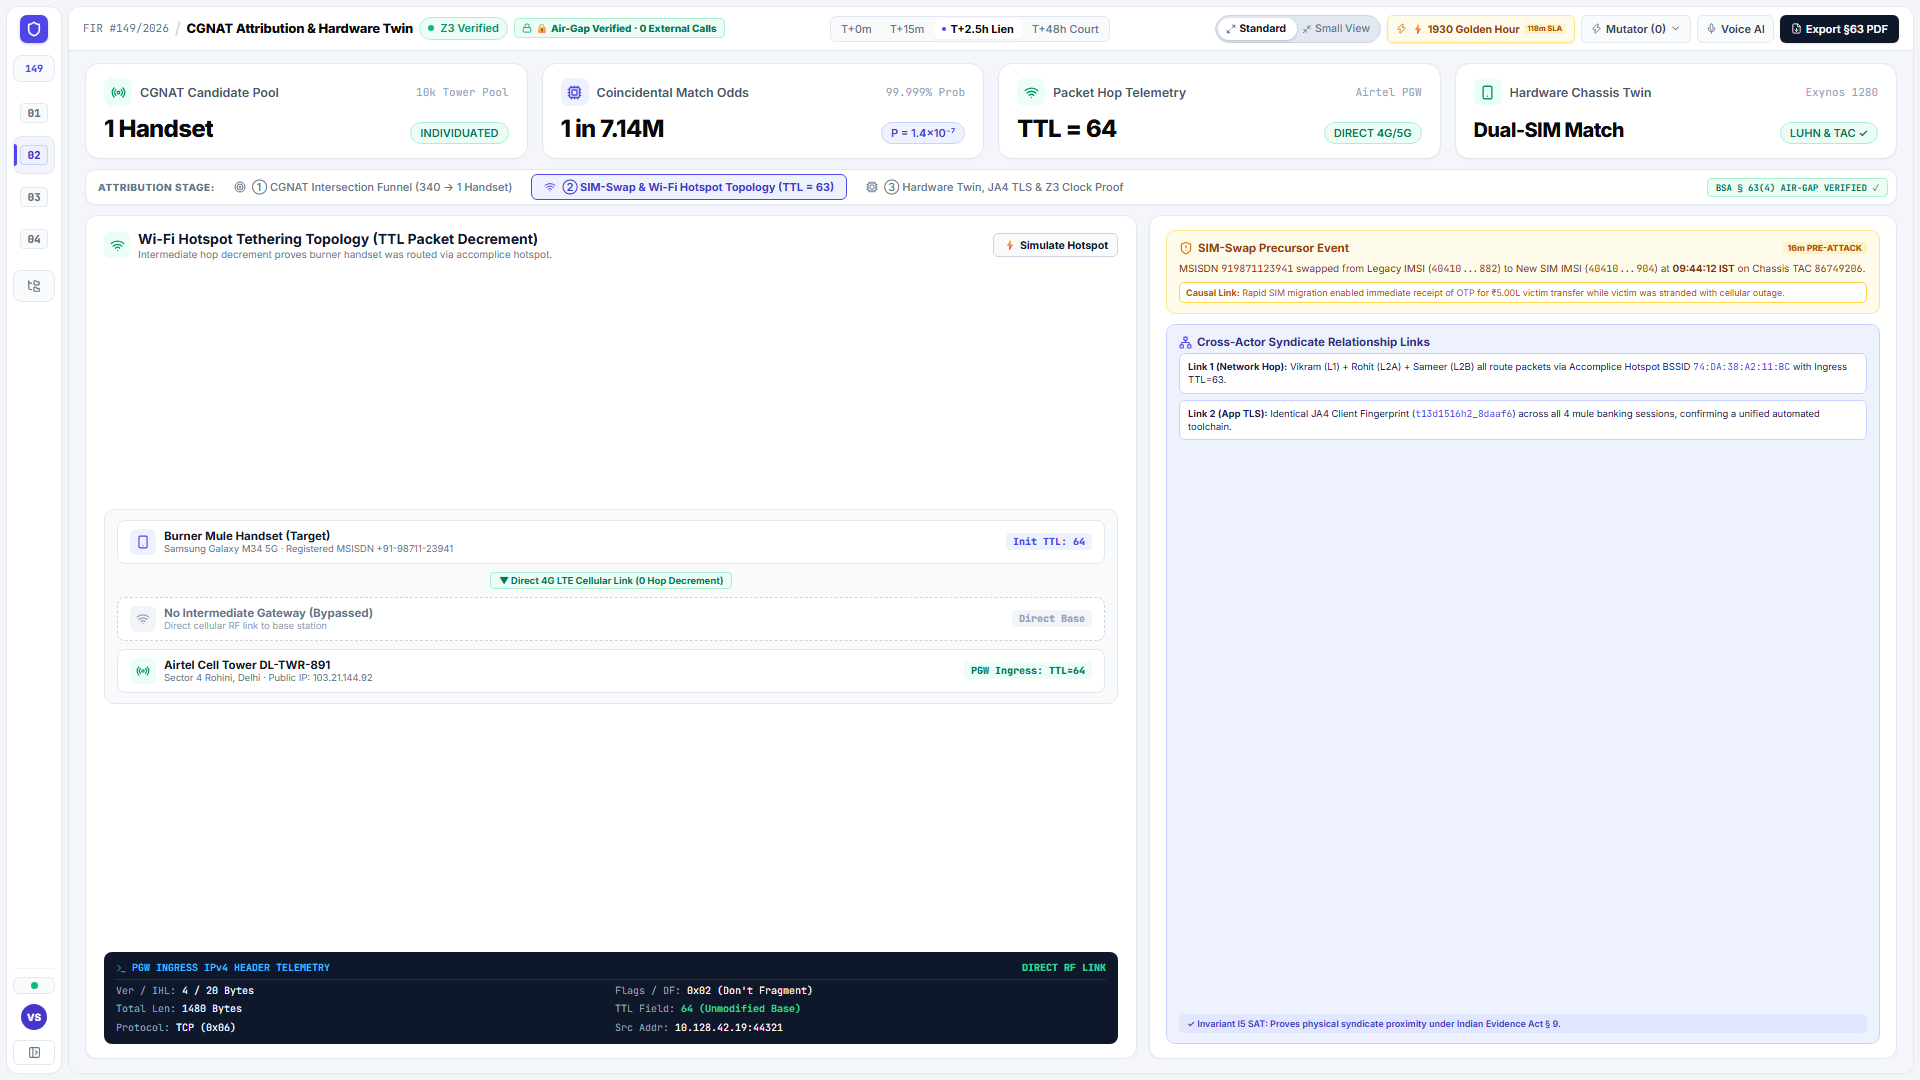 FIR #149/2026 / CGNAT Attribution & Hardware Twin
Z3 Verified
Air-Gap Verified · 0 External Calls
T+0m
T+15m
T+2.5h Lien
T+48h Court
Standard
Small View
1930 Golden Hour 118m SLA
Mutator (0)
Voice AI
Export §63 PDF
149
01
02
03
04
VS
CGNAT Candidate Pool
10k Tower Pool
1 Handset
INDIVIDUATED
Coincidental Match Odds
99.999% Prob
1 in 7.14M
P = 1.4×10⁻⁷
Packet Hop Telemetry
Airtel PGW
TTL = 64
DIRECT 4G/5G
Hardware Chassis Twin
Exynos 1280
Dual-SIM Match
LUHN & TAC ✓
ATTRIBUTION STAGE:
① CGNAT Intersection Funnel (340 → 1 Handset)
② SIM-Swap & Wi-Fi Hotspot Topology (TTL = 63)
③ Hardware Twin, JA4 TLS & Z3 Clock Proof
BSA § 63(4) AIR-GAP VERIFIED ✓
Wi-Fi Hotspot Tethering Topology (TTL Packet Decrement)
Intermediate hop decrement proves burner handset was routed via accomplice hotspot.
Simulate Hotspot
Burner Mule Handset (Target)
Samsung Galaxy M34 5G · Registered MSISDN +91-98711-23941
Init TTL: 64
▼ Direct 4G LTE Cellular Link (0 Hop Decrement)
No Intermediate Gateway (Bypassed)
Direct cellular RF link to base station
Direct Base
Airtel Cell Tower DL-TWR-891
Sector 4 Rohini, Delhi · Public IP: 103.21.144.92
PGW Ingress: TTL=64
>_ PGW INGRESS IPv4 HEADER TELEMETRY
DIRECT RF LINK
Ver / IHL: 4 / 20 Bytes
Flags / DF: 0x02 (Don't Fragment)
Total Len: 1480 Bytes
TTL Field: 64 (Unmodified Base)
Protocol: TCP (0x06)
Src Addr: 10.128.42.19:44321
SIM-Swap Precursor Event
16m PRE-ATTACK
MSISDN 919871123941 swapped from Legacy IMSI (40410...882) to New SIM IMSI (40410...904) at 09:44:12 IST on Chassis TAC 86749206.
Causal Link: Rapid SIM migration enabled immediate receipt of OTP for ₹5.00L victim transfer while victim was stranded with cellular outage.
Cross-Actor Syndicate Relationship Links
Link 1 (Network Hop): Vikram (L1) + Rohit (L2A) + Sameer (L2B) all route packets via Accomplice Hotspot BSSID 74:DA:38:A2:11:BC with Ingress
TTL=63.
Link 2 (App TLS): Identical JA4 Client Fingerprint (t13d1516h2_8daaf6) across all 4 mule banking sessions, confirming a unified automated
toolchain.
✓ Invariant I5 SAT: Proves physical syndicate proximity under Indian Evidence Act § 9.